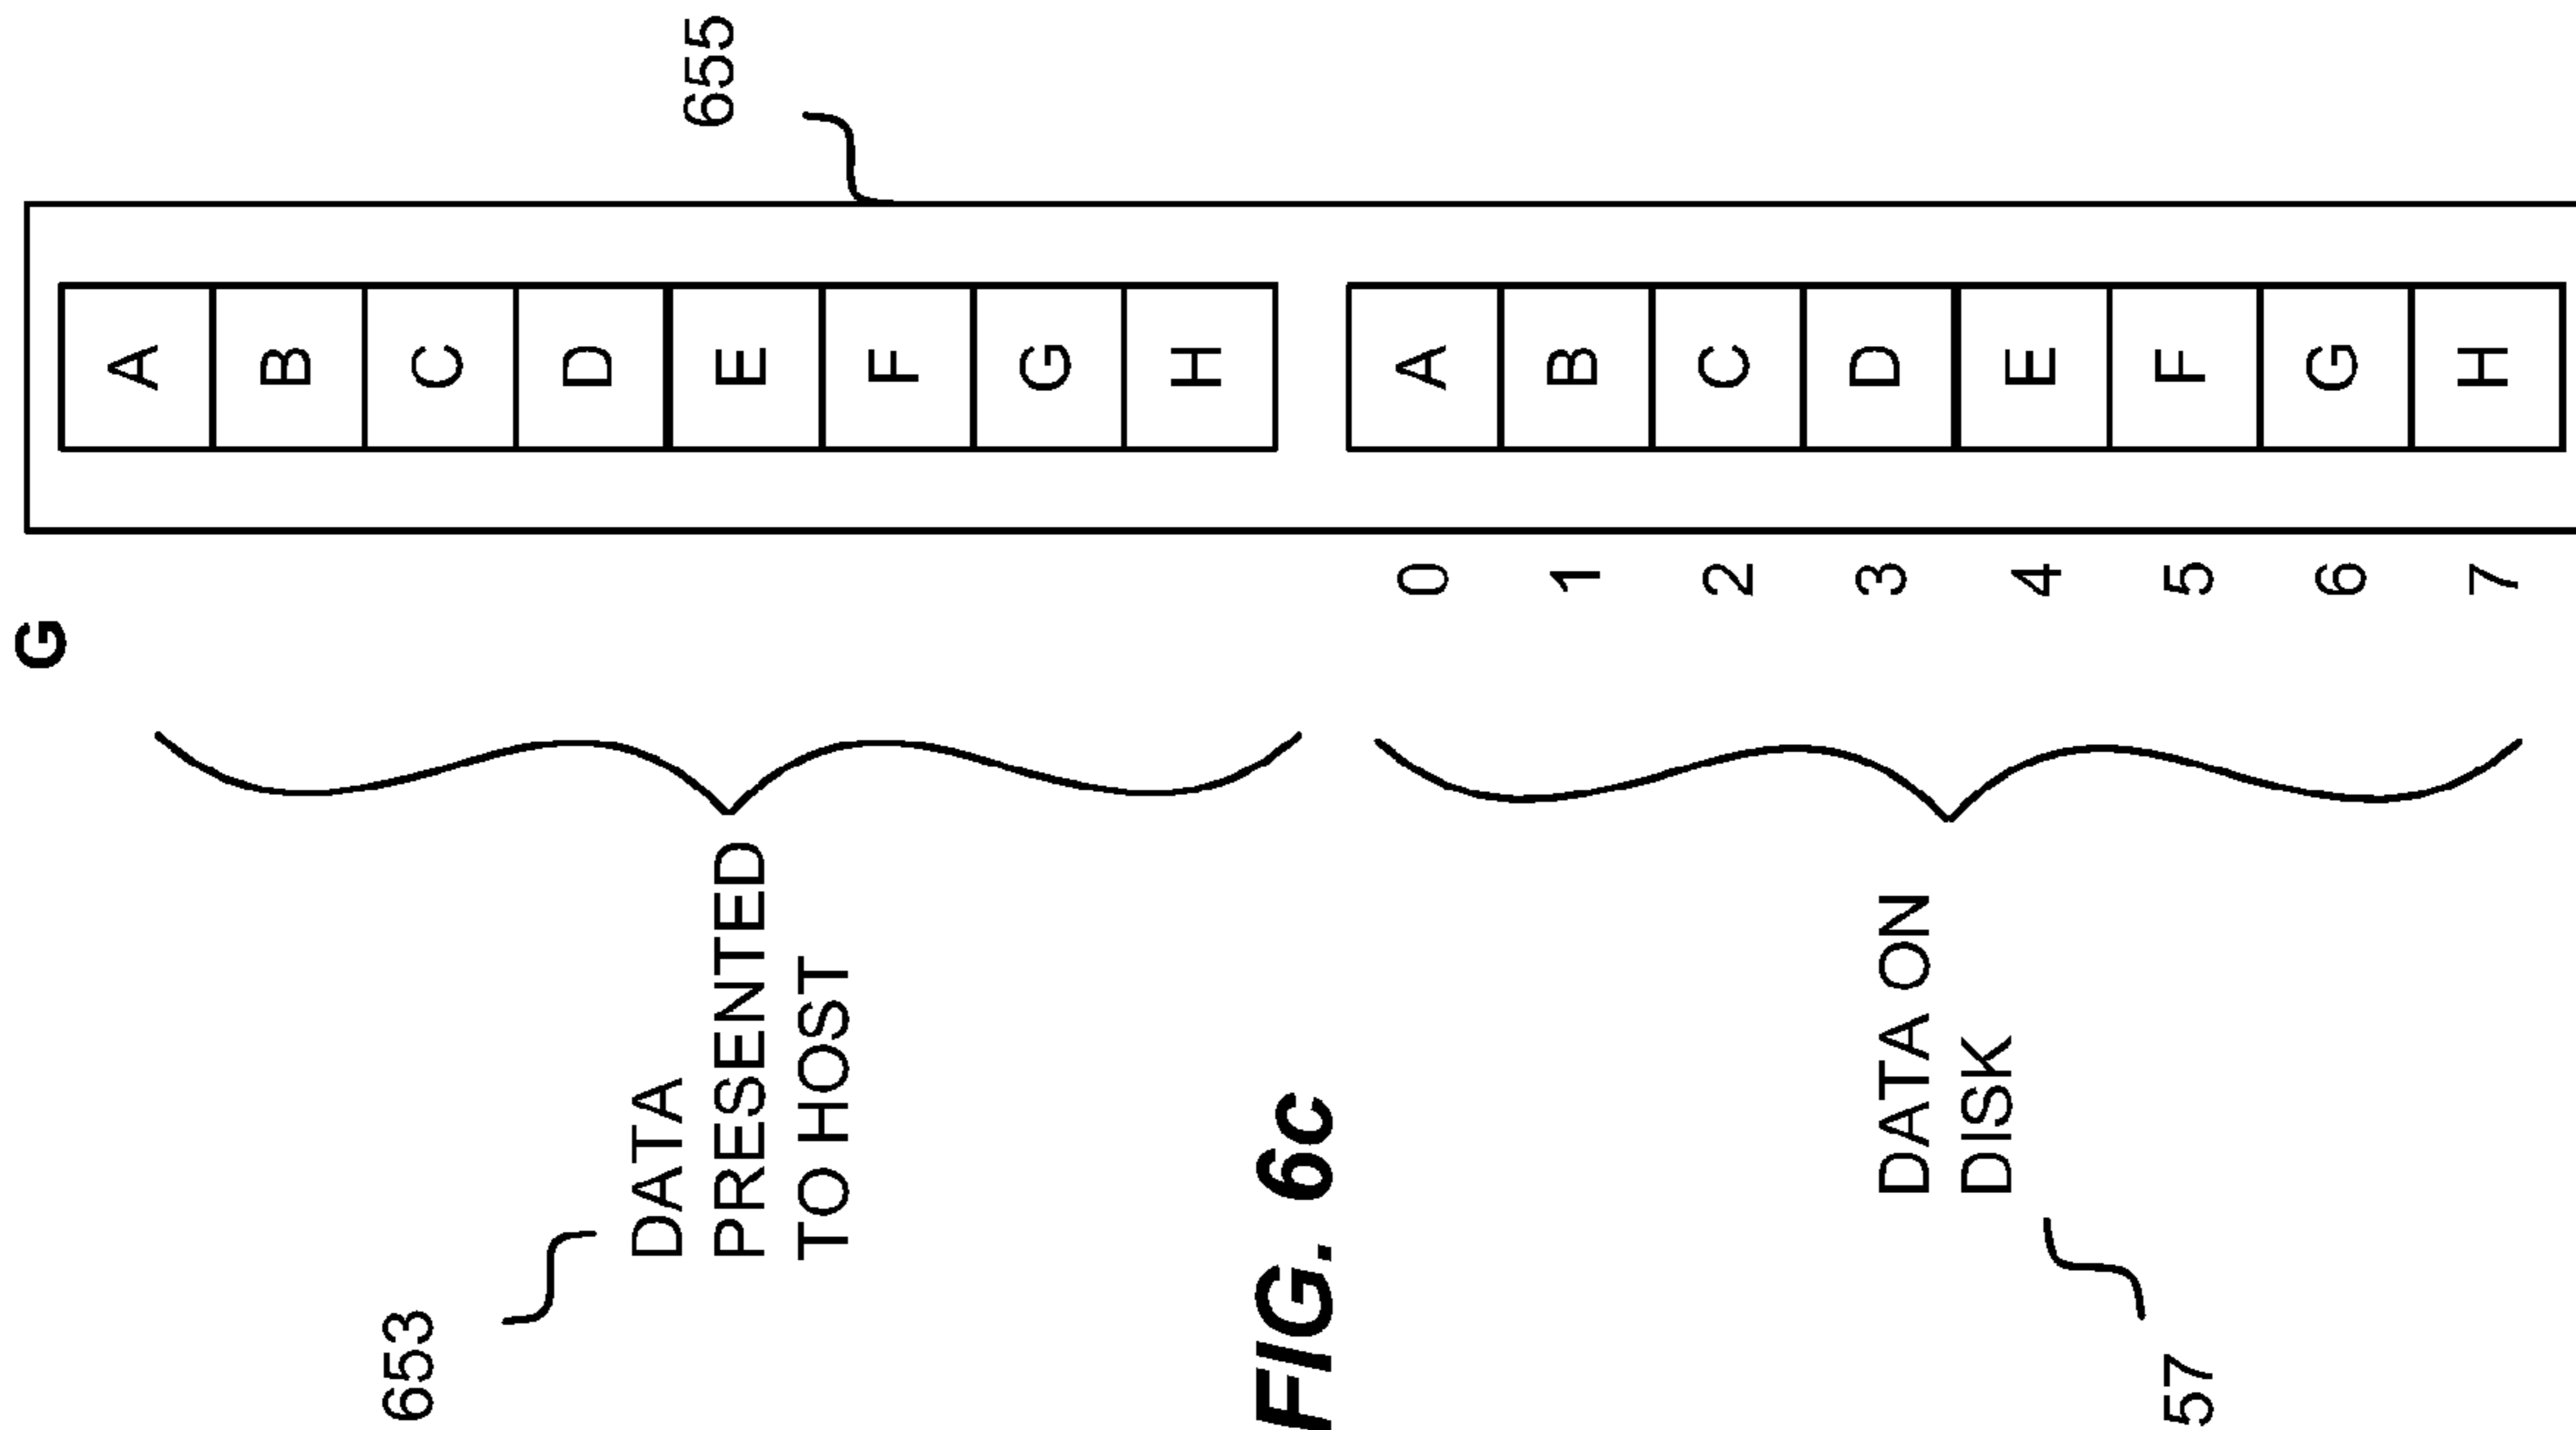 G
A
B
653
C
D
DATA
PRESENTED
TO HOST
E
655
F
G
H
FIG. 6c
0 A
1 B
2 C
3 D
DATA ON
DISK
4 E
5 F
57
6 G
7 H